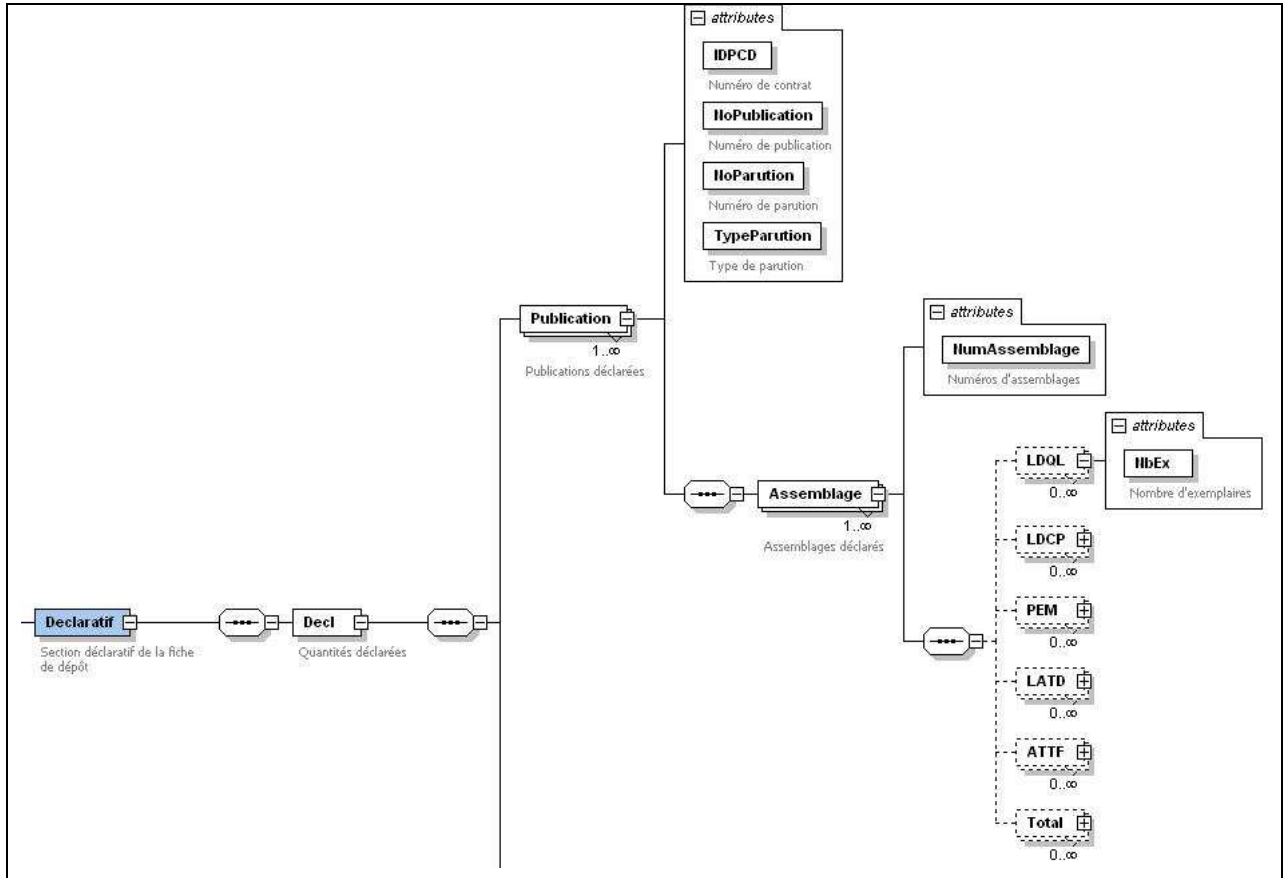 attributes
IDPCD
Numéro de contrat
NoPublication
Numéro de publication
NoParution
Numéro de parution
TypeParution
Type de parution
Publication
1..∞
Publications déclarées
attributes
NumAssemblage
Numéros d'assemblages
Assemblage
1..∞
Assemblages déclarés
attributes
NbEx
Nombre d'exemplaires
LDQL
0..∞
LDCP
0..∞
PEM
0..∞
LATD
0..∞
ATTF
0..∞
Total
0..∞
Declaratif
Section déclaratif de la fiche
de dépôt
Decl
Quantités déclarées